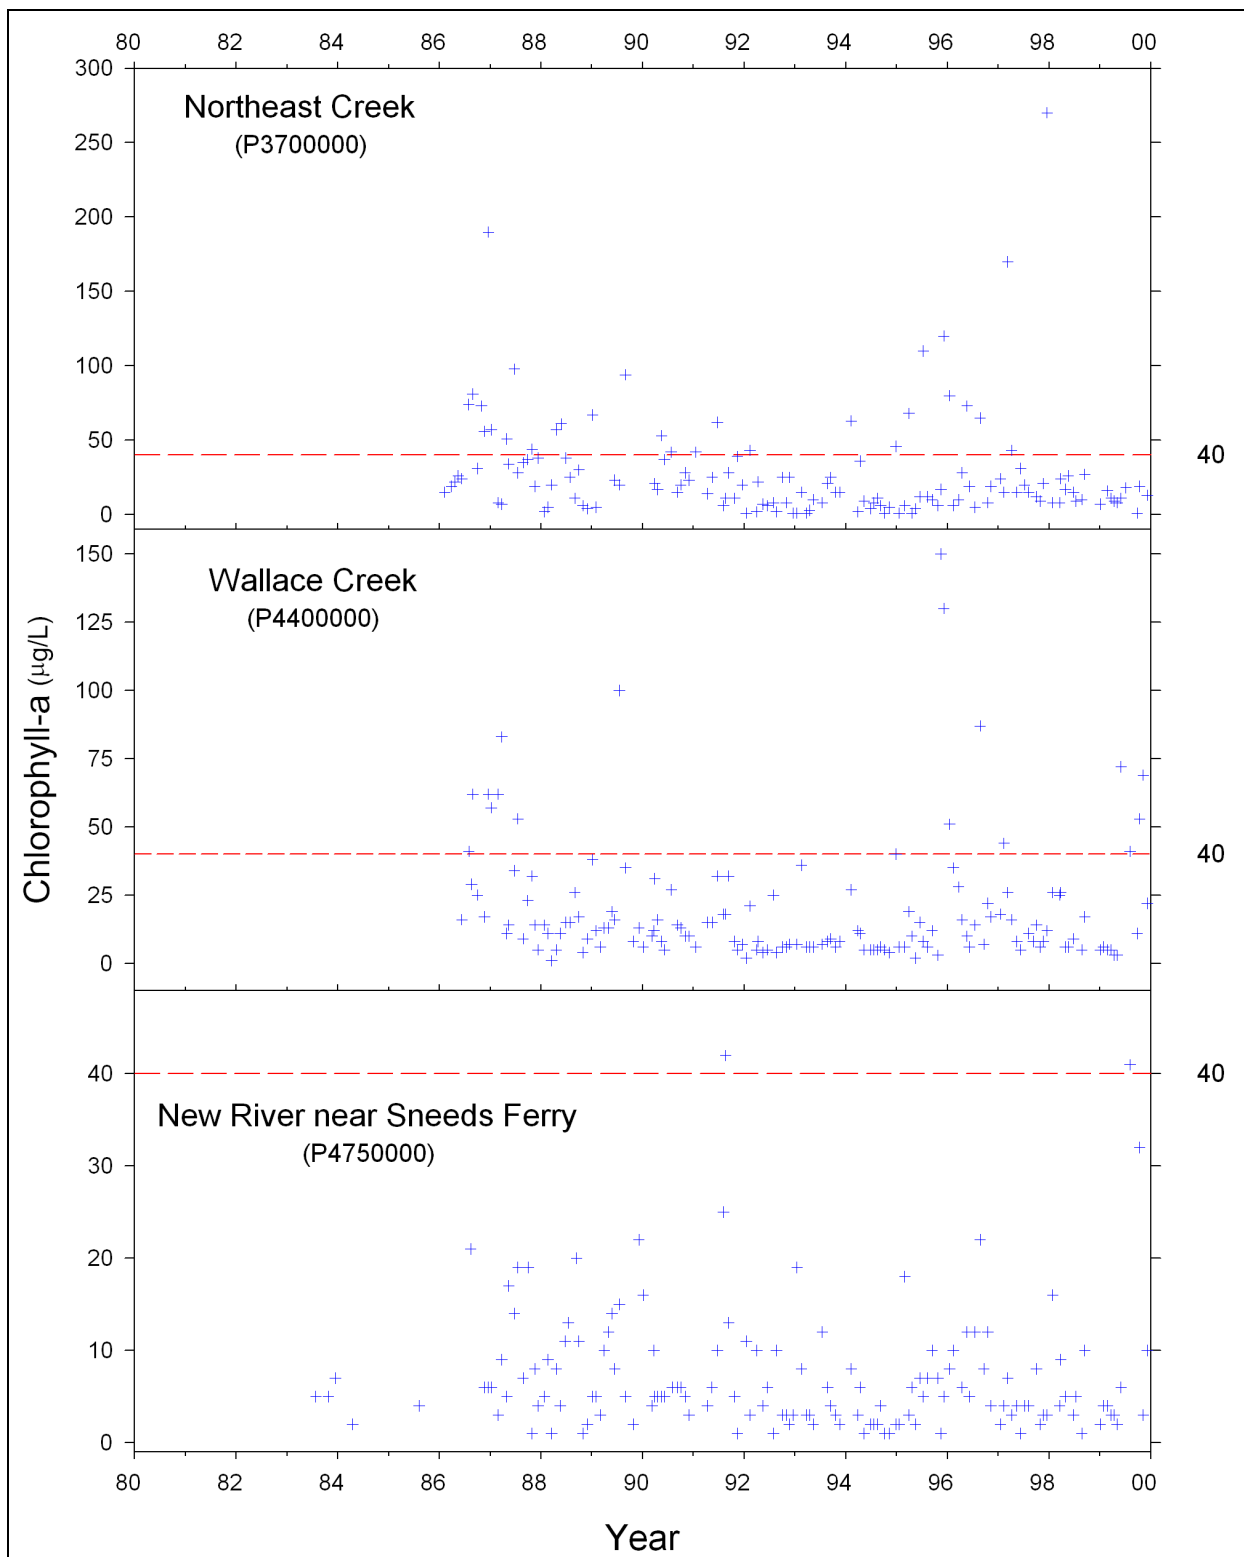 80 82 84 86 88 90 92 94 96 98 00
300
Northeast Creek
(P3700000)
250
200
150
100
50
40
0
150
Wallace Creek
(P4400000)
125
100
75
50
40
25
0
Chlorophyll-a (µg/L)
40
40
New River near Sneeds Ferry
(P4750000)
30
20
10
0
80 82 84 86 88 90 92 94 96 98 00
Year